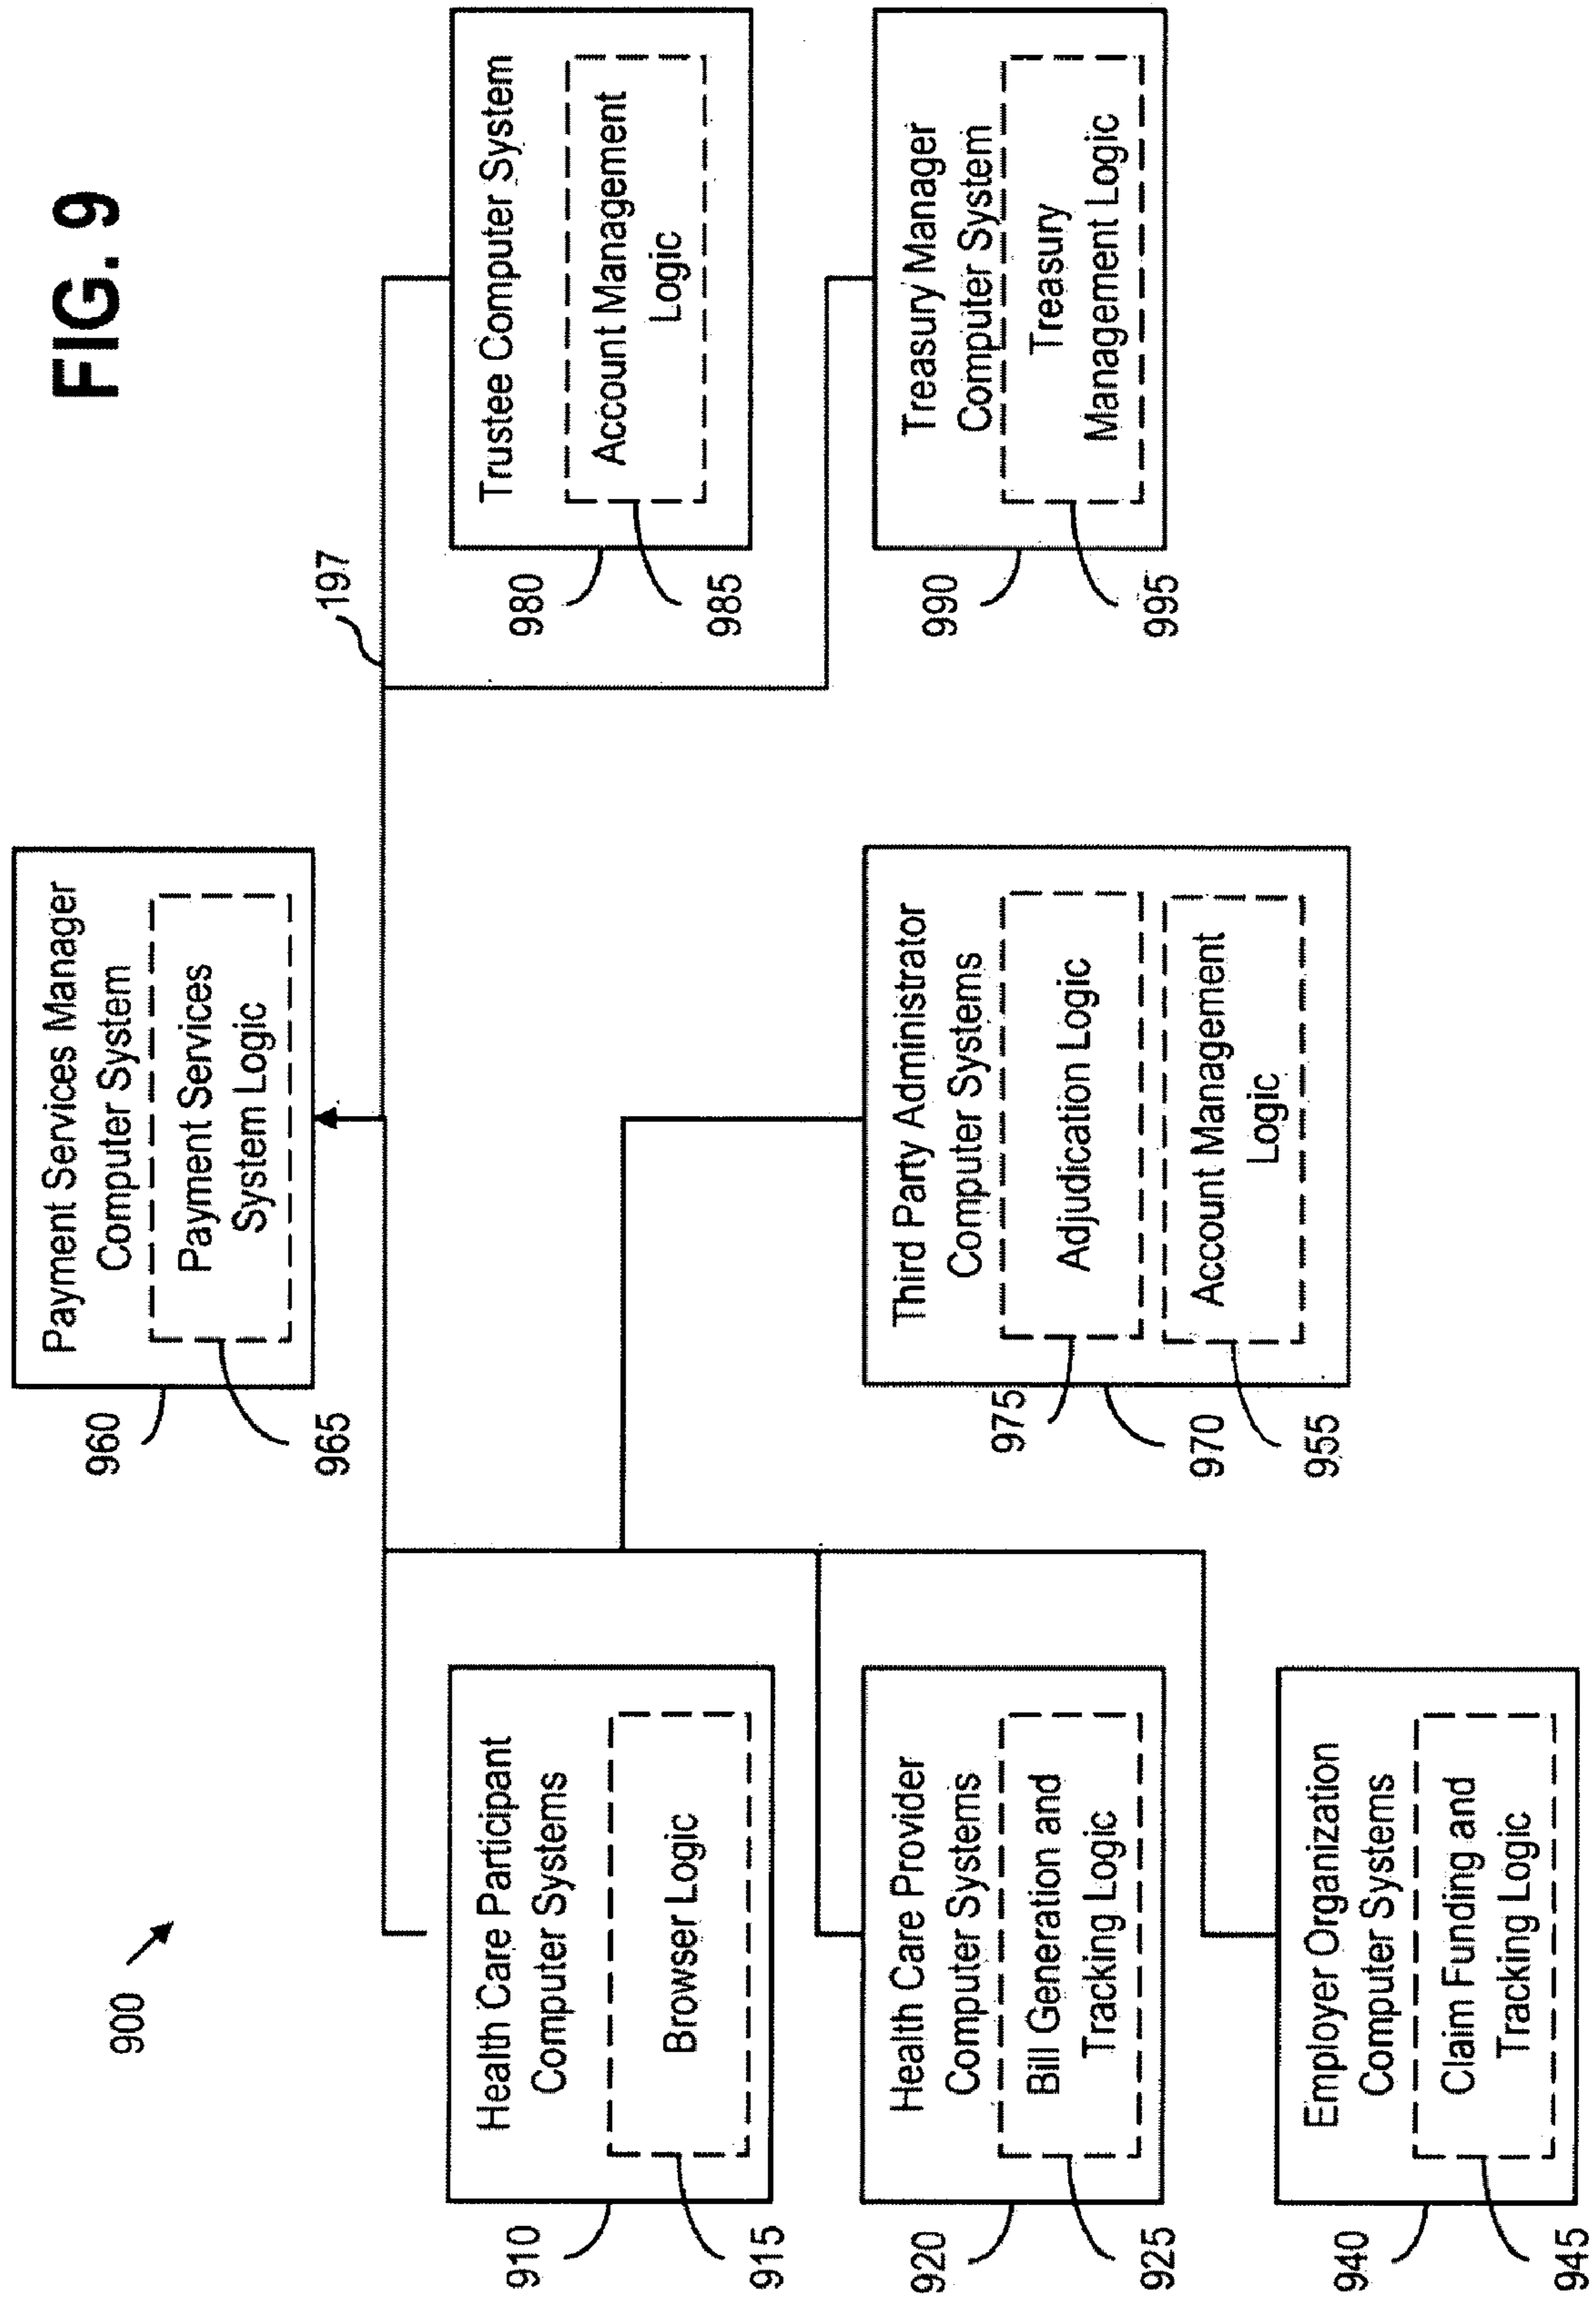 FIG. 9
900
960
Payment Services Manager
Computer System
Payment Services
System Logic
965
197
910
Health Care Participant
Computer Systems
Browser Logic
915
980
Trustee Computer System
Account Management
Logic
985
920
Health Care Provider
Computer Systems
Bill Generation and
Tracking Logic
925
975
Third Party Administrator
Computer Systems
Adjudication Logic
970
Account Management
Logic
955
990
Treasury Manager
Computer System
Treasury
Management Logic
995
940
Employer Organization
Computer Systems
Claim Funding and
Tracking Logic
945